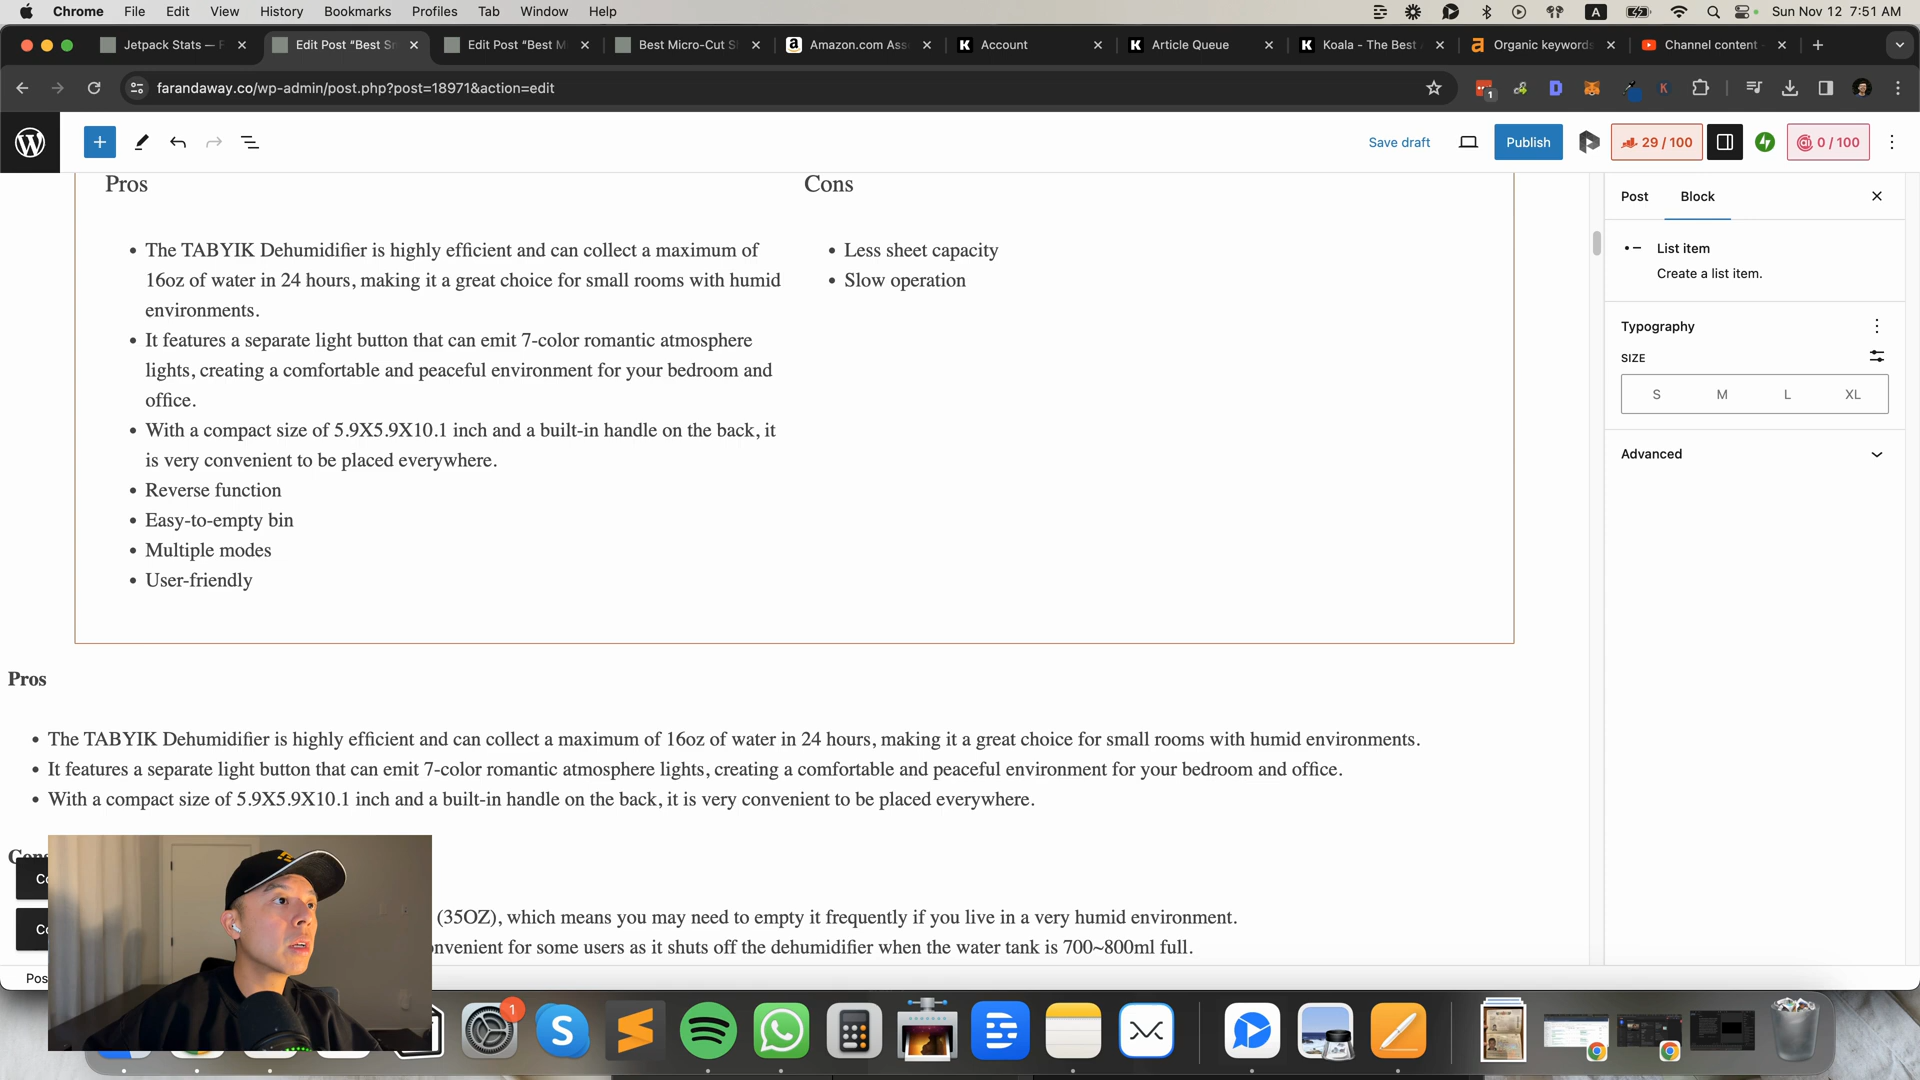 Chrome File Edit View History Bookmarks Profiles Tab Window Help
A Sun Nov 12 7:51 AM
Jetpack Stats — Edit Post “Best Sn Edit Post “Best M Best Micro-Cut S Amazon.com Ass Account Article Queue Koala - The Best Organic keywords Channel content
farandaway.co/wp-admin/post.php?post=18971&action=edit
Save draft Publish 29 / 100 0 / 100
Pros
Cons
The TABYIK Dehumidifier is highly efficient and can collect a maximum of
16oz of water in 24 hours, making it a great choice for small rooms with humid
environments.
It features a separate light button that can emit 7-color romantic atmosphere
lights, creating a comfortable and peaceful environment for your bedroom and
office.
With a compact size of 5.9X5.9X10.1 inch and a built-in handle on the back, it
is very convenient to be placed everywhere.
Reverse function
Easy-to-empty bin
Multiple modes
User-friendly
Less sheet capacity
Slow operation
Post Block
List item
Create a list item.
Typography
SIZE
S M L XL
Advanced
Pros
The TABYIK Dehumidifier is highly efficient and can collect a maximum of 16oz of water in 24 hours, making it a great choice for small rooms with humid environments.
It features a separate light button that can emit 7-color romantic atmosphere lights, creating a comfortable and peaceful environment for your bedroom and office.
With a compact size of 5.9X5.9X10.1 inch and a built-in handle on the back, it is very convenient to be placed everywhere.
Cons
(35OZ), which means you may need to empty it frequently if you live in a very humid environment.
nvenient for some users as it shuts off the dehumidifier when the water tank is 700~800ml full.
Co
Co
Pos
1